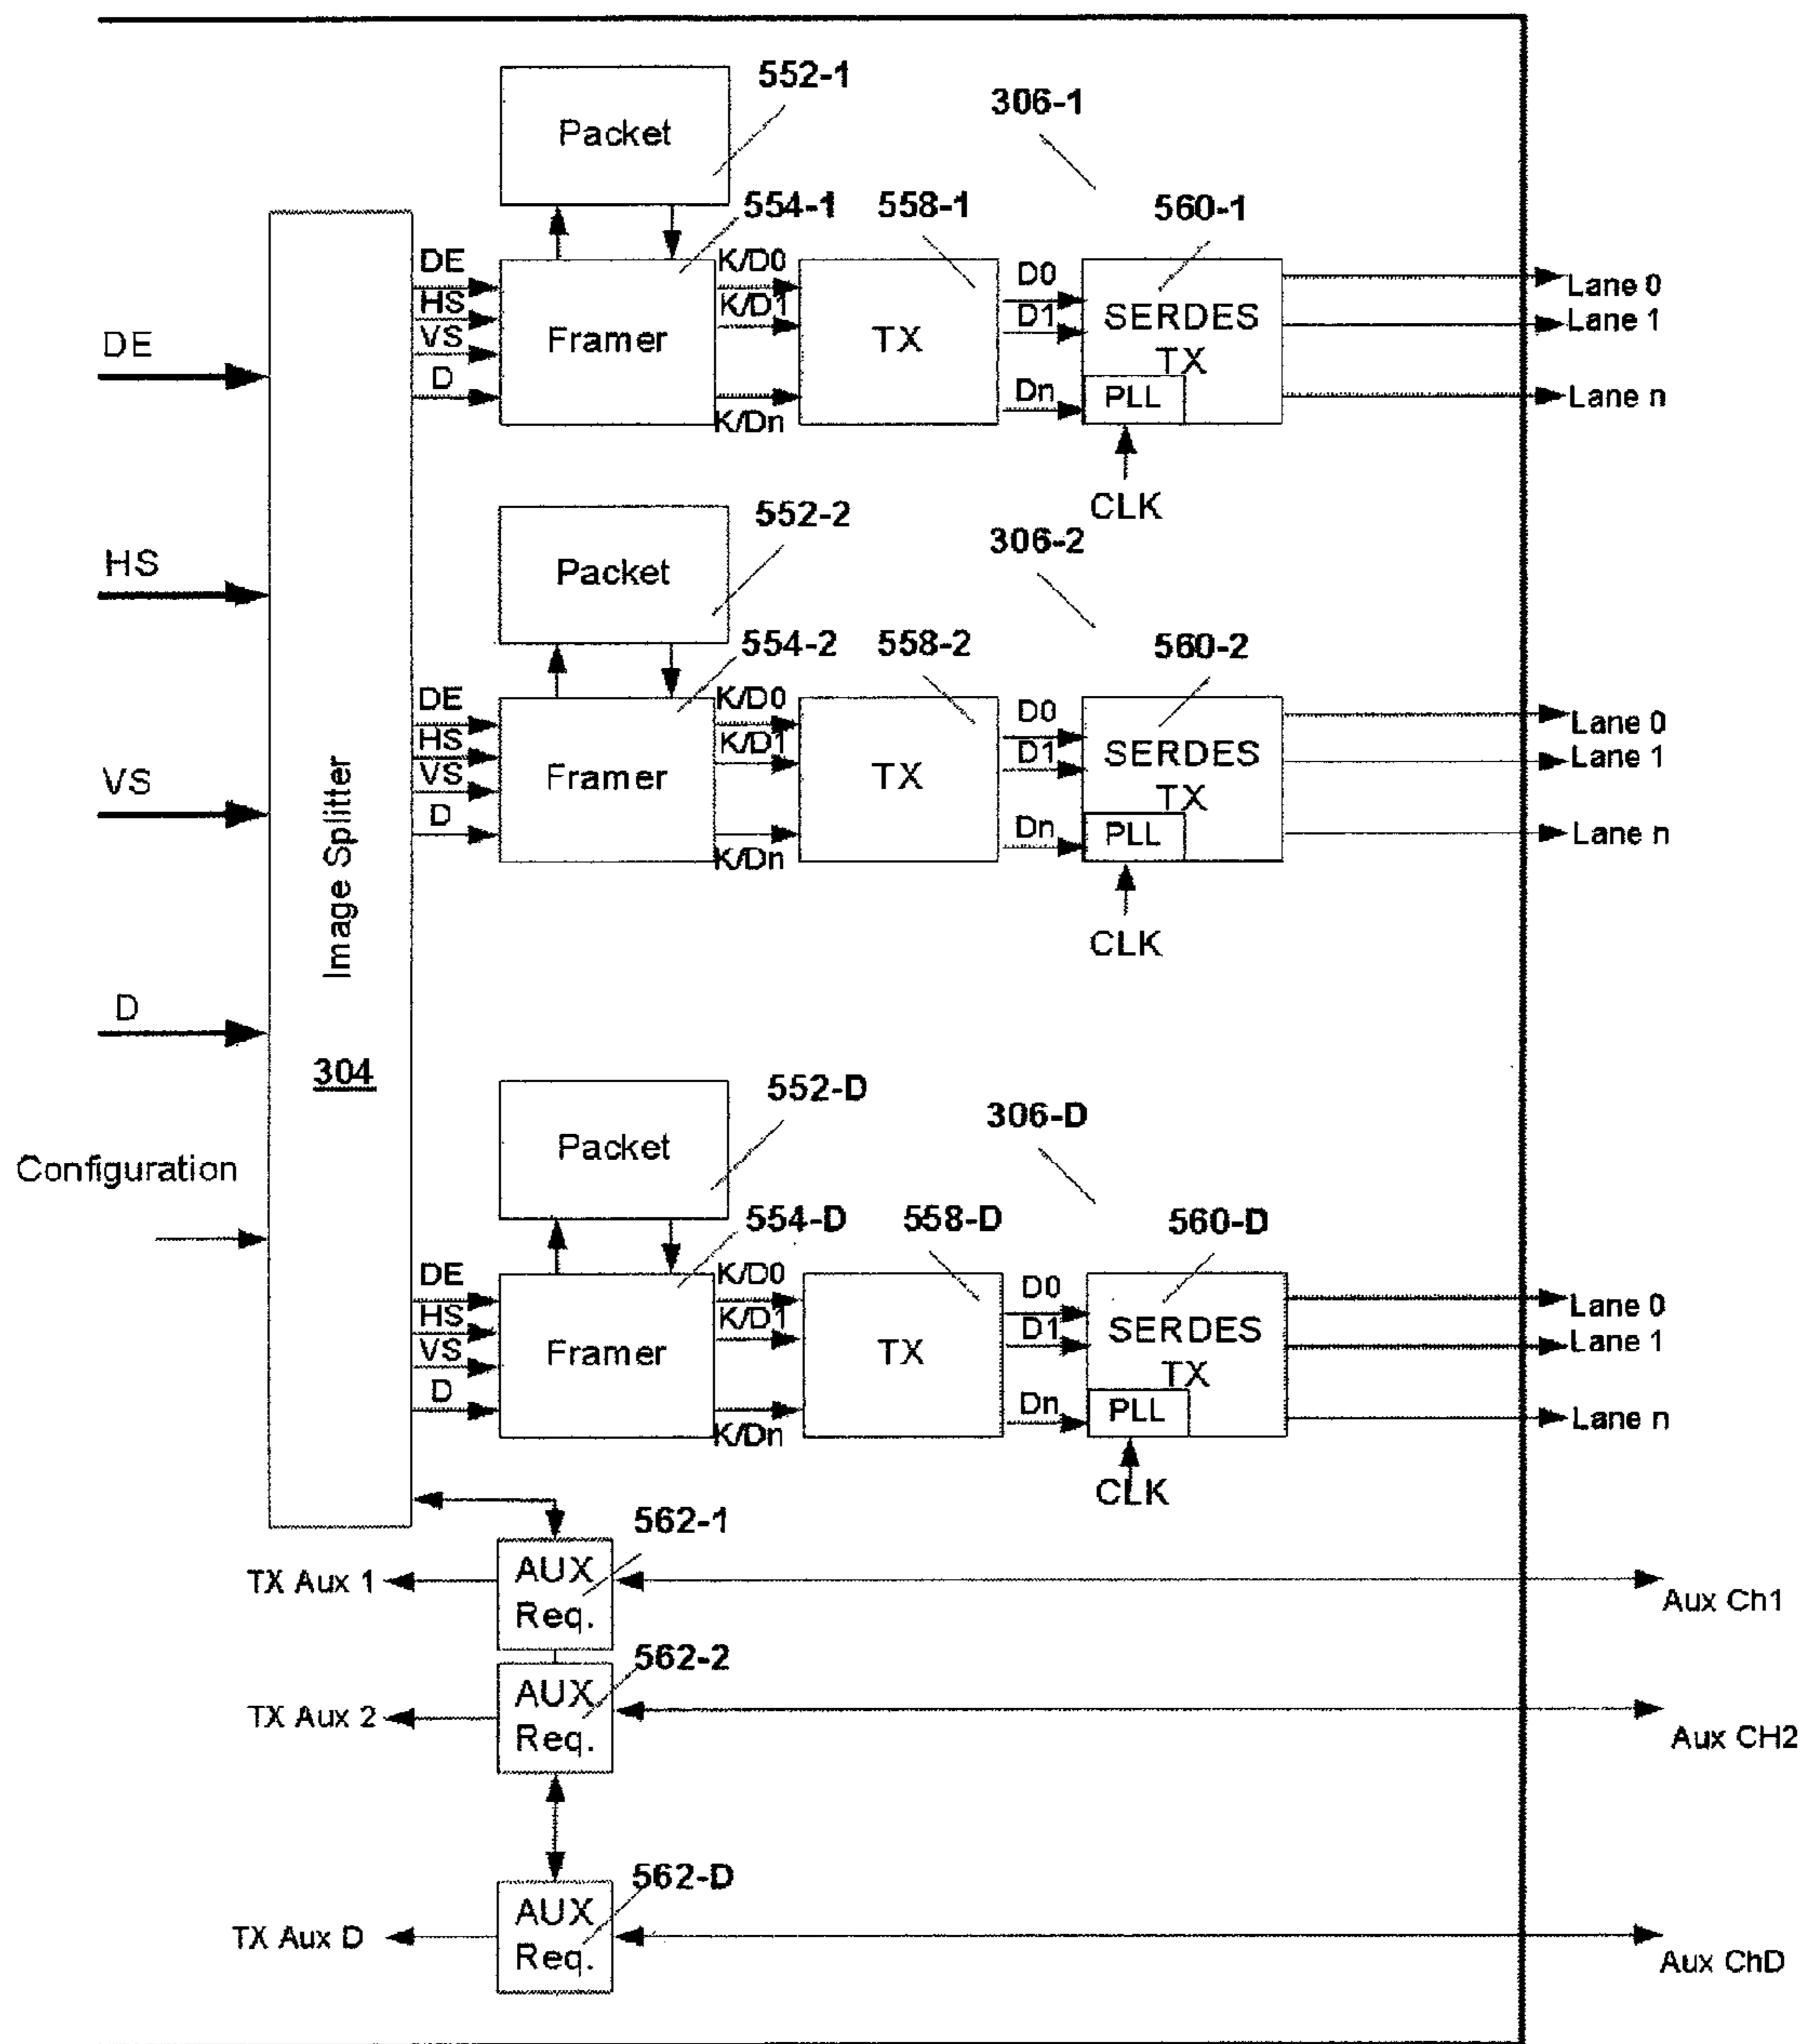 552-1
306-1
Packet
554-1
558-1
560-1
DE
HS
VS
D
Framer
K/D0
K/D1
K/Dn
TX
D0
D1
Dn
SERDES
TX
PLL
CLK
Lane 0
Lane 1
Lane n
DE
HS
VS
D
Configuration
Image Splitter
304
552-2
306-2
Packet
554-2
558-2
560-2
DE
HS
VS
D
Framer
K/D0
K/D1
K/Dn
TX
D0
D1
Dn
SERDES
TX
PLL
CLK
Lane 0
Lane 1
Lane n
552-D
306-D
Packet
554-D
558-D
560-D
DE
HS
VS
D
Framer
K/D0
K/D1
K/Dn
TX
D0
D1
Dn
SERDES
TX
PLL
CLK
Lane 0
Lane 1
Lane n
562-1
TX Aux 1
AUX
Req.
Aux Ch1
562-2
TX Aux 2
AUX
Req.
Aux CH2
562-D
TX Aux D
AUX
Req.
Aux ChD